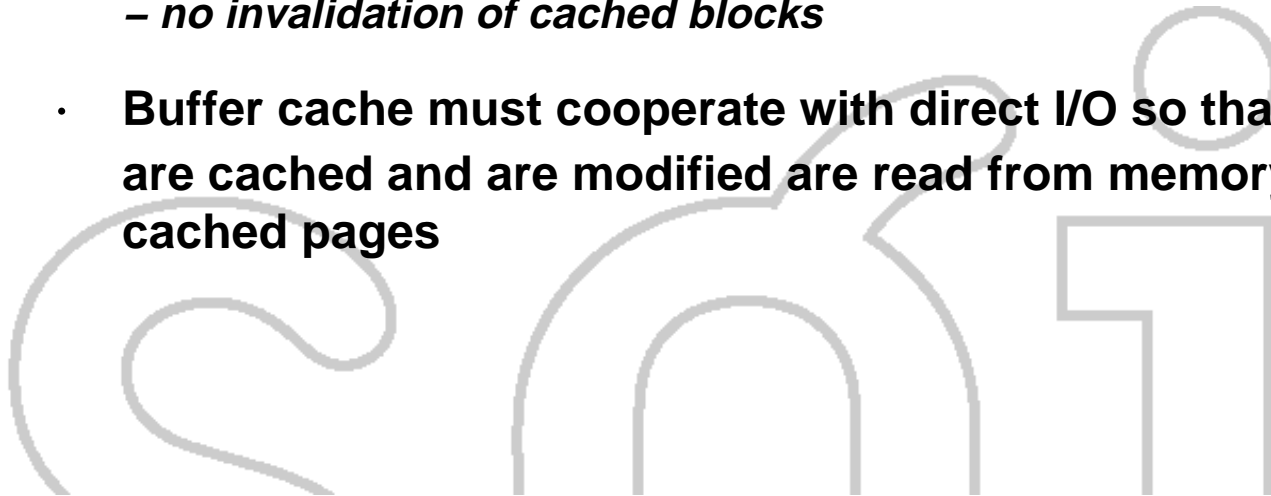 – no invalidation of cached blocks
· Buffer cache must cooperate with direct I/O so tha
are cached and are modified are read from memory
cached pages
sgi